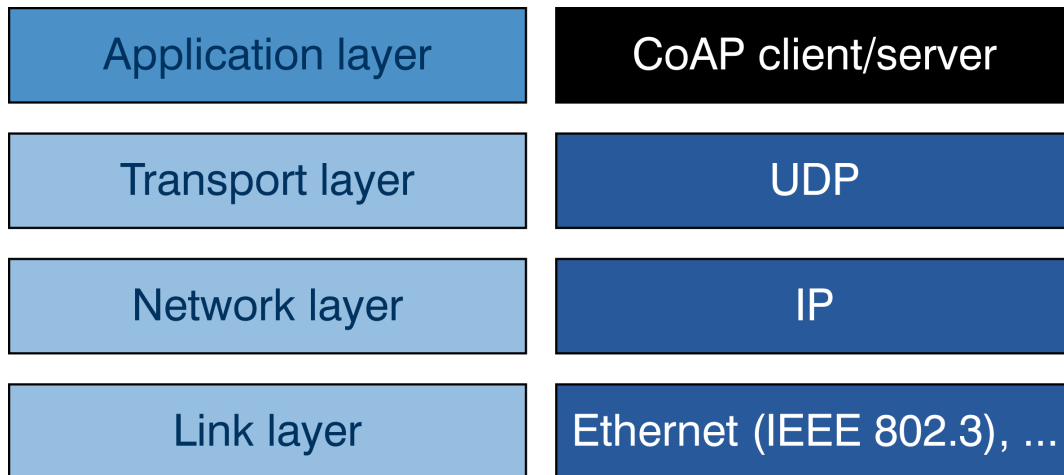 Application layer
CoAP client/server
Transport layer
UDP
Network layer
IP
Link layer
Ethernet (IEEE 802.3), ...